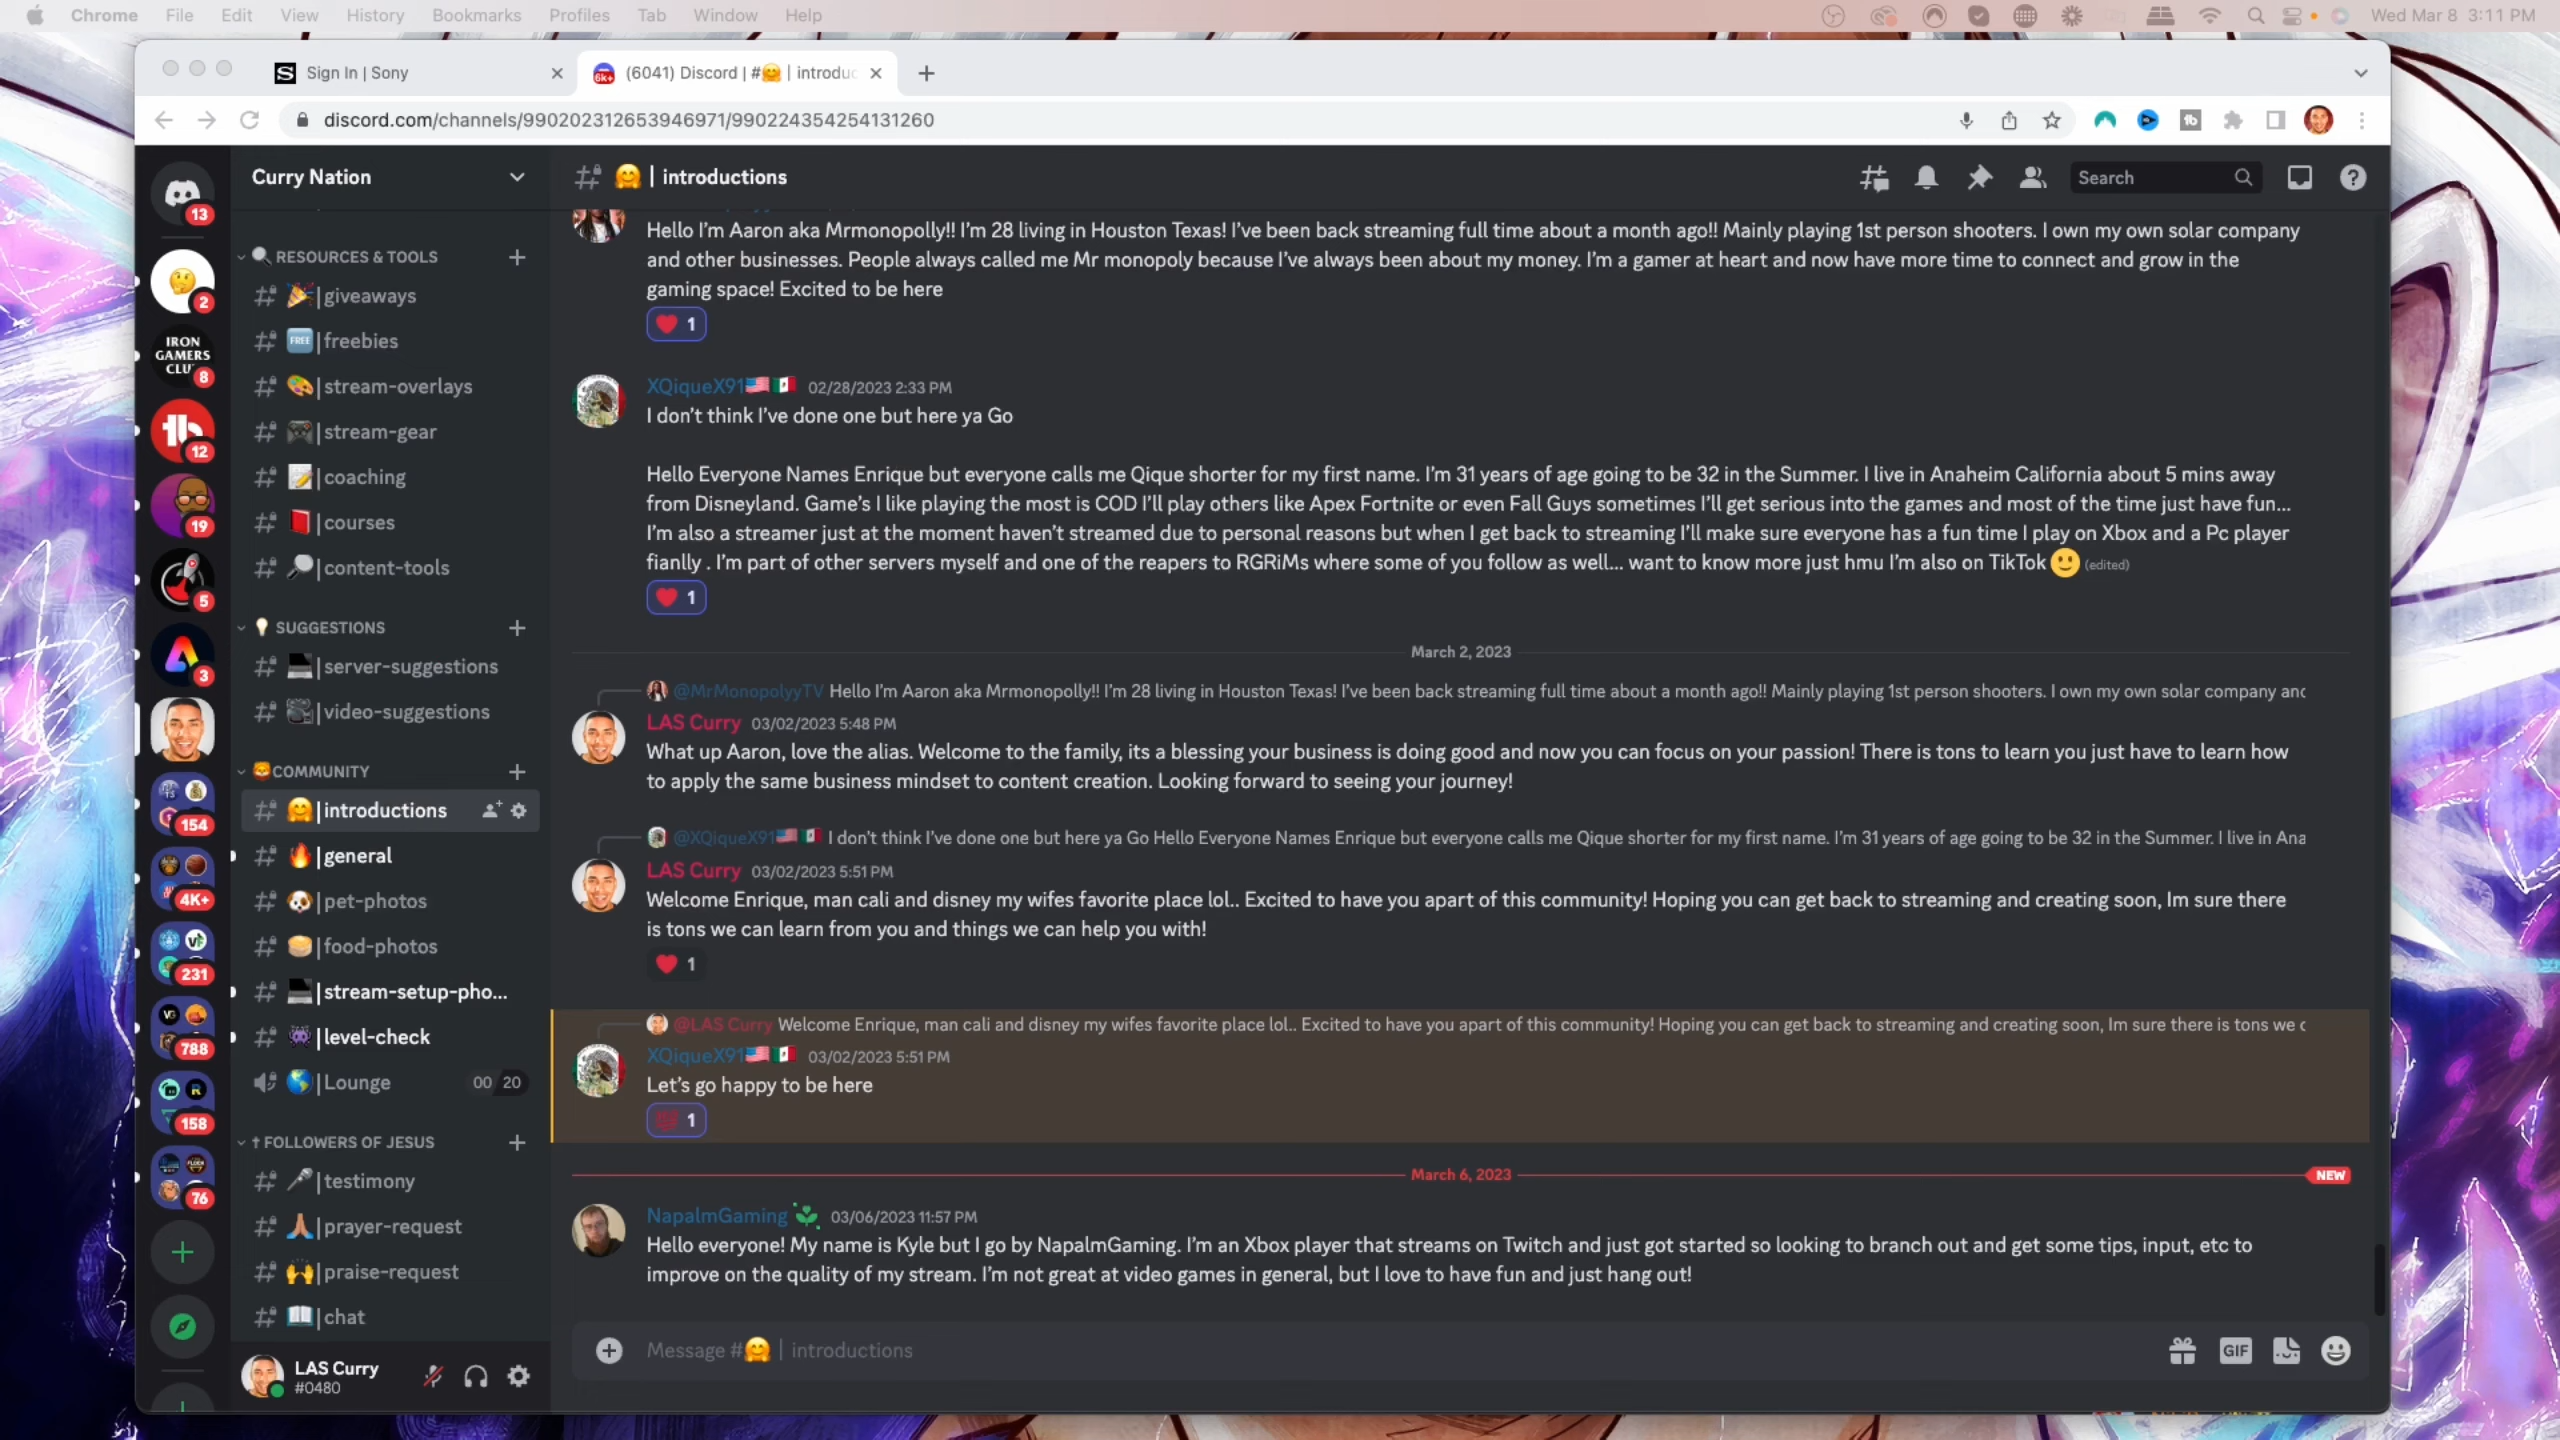 Chrome File Edit View History Bookmarks Profiles Tab Window Help
Wed Mar 8 3:11 PM
Sign In | Sony
(6041) Discord | #🤗 | introduc
discord.com/channels/990202312653946971/990224354254131260
Curry Nation
RESOURCES & TOOLS
🎉|giveaways
FREE|freebies
🎨|stream-overlays
🎮|stream-gear
📝|coaching
📕|courses
🔎|content-tools
SUGGESTIONS
💻|server-suggestions
📽|video-suggestions
COMMUNITY
🤗|introductions
🔥|general
🐶|pet-photos
🥞|food-photos
💻|stream-setup-pho...
👾|level-check
🌎|Lounge 00 20
✝ FOLLOWERS OF JESUS
🎤|testimony
🙏|prayer-request
🙌|praise-request
📖|chat
LAS Curry
#0480
13
2
IRON
GAMERS
CLU
8
12
19
5
3
154
4K+
231
788
158
76
🤗 | introductions
Search
Hello I'm Aaron aka Mrmonopolly!! I'm 28 living in Houston Texas! I've been back streaming full time about a month ago!! Mainly playing 1st person shooters. I own my own solar company
and other businesses. People always called me Mr monopoly because I've always been about my money. I'm a gamer at heart and now have more time to connect and grow in the
gaming space! Excited to be here
❤️ 1
XQiqueX91🇺🇸🇲🇽 02/28/2023 2:33 PM
I don't think I've done one but here ya Go
Hello Everyone Names Enrique but everyone calls me Qique shorter for my first name. I'm 31 years of age going to be 32 in the Summer. I live in Anaheim California about 5 mins away
from Disneyland. Game's I like playing the most is COD I'll play others like Apex Fortnite or even Fall Guys sometimes I'll get serious into the games and most of the time just have fun...
I'm also a streamer just at the moment haven't streamed due to personal reasons but when I get back to streaming I'll make sure everyone has a fun time I play on Xbox and a Pc player
fianlly . I'm part of other servers myself and one of the reapers to RGRiMs where some of you follow as well... want to know more just hmu I'm also on TikTok 🙂 (edited)
❤️ 1
March 2, 2023
@MrMonopolyyTV Hello I'm Aaron aka Mrmonopolly!! I'm 28 living in Houston Texas! I've been back streaming full time about a month ago!! Mainly playing 1st person shooters. I own my own solar company anc
LAS Curry 03/02/2023 5:48 PM
What up Aaron, love the alias. Welcome to the family, its a blessing your business is doing good and now you can focus on your passion! There is tons to learn you just have to learn how
to apply the same business mindset to content creation. Looking forward to seeing your journey!
@XQiqueX91🇺🇸🇲🇽 I don't think I've done one but here ya Go Hello Everyone Names Enrique but everyone calls me Qique shorter for my first name. I'm 31 years of age going to be 32 in the Summer. I live in Ana
LAS Curry 03/02/2023 5:51 PM
Welcome Enrique, man cali and disney my wifes favorite place lol.. Excited to have you apart of this community! Hoping you can get back to streaming and creating soon, Im sure there
is tons we can learn from you and things we can help you with!
❤️ 1
@LAS Curry Welcome Enrique, man cali and disney my wifes favorite place lol.. Excited to have you apart of this community! Hoping you can get back to streaming and creating soon, Im sure there is tons we c
XQiqueX91🇺🇸🇲🇽 03/02/2023 5:51 PM
Let's go happy to be here
💯 1
March 6, 2023 NEW
NapalmGaming 03/06/2023 11:57 PM
Hello everyone! My name is Kyle but I go by NapalmGaming. I'm an Xbox player that streams on Twitch and just got started so looking to branch out and get some tips, input, etc to
improve on the quality of my stream. I'm not great at video games in general, but I love to have fun and just hang out!
Message #🤗 | introductions
GIF